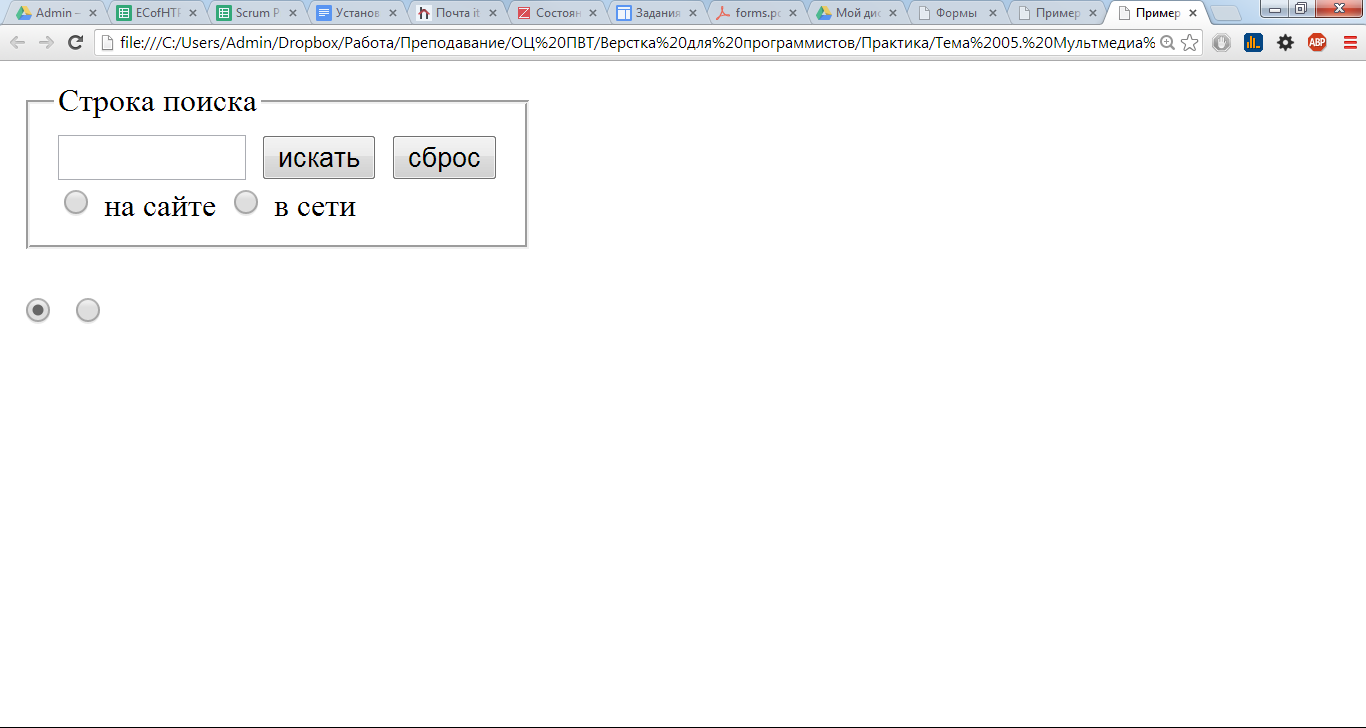 Admin –
ECofHTF
Scrum P
Установ
Почта it
Состоян
Задания
forms.pc
Мой дис
Формы
Пример
Пример
file:///C:/Users/Admin/Dropbox/Работа/Преподавание/ОЦ%20ПВТ/Верстка%20для%20программистов/Практика/Тема%2005.%20Мультмедиа%
ABP
Строка поиска
искать сброс
на сайте в сети